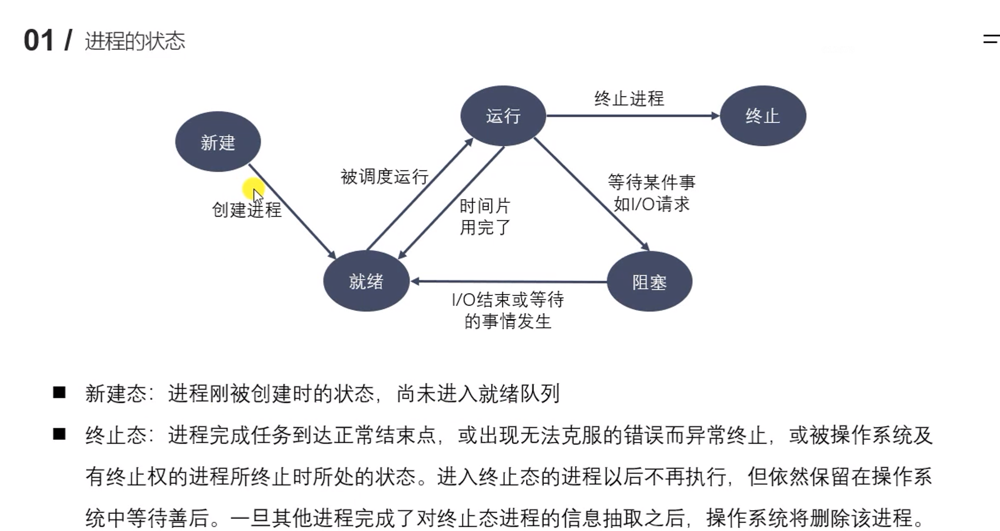 01 / 进程的状态
运行
终止进程
终止
新建
被调度运行
等待某件事
如I/O请求
创建进程
时间片
用完了
就绪
阻塞
I/O结束或等待
的事情发生
■ 新建态：进程刚被创建时的状态，尚未进入就绪队列
■ 终止态：进程完成任务到达正常结束点，或出现无法克服的错误而异常终止，或被操作系统及
有终止权的进程所终止时所处的状态。进入终止态的进程以后不再执行，但依然保留在操作系
统中等待善后。一旦其他进程完成了对终止态进程的信息抽取之后，操作系统将删除该进程。